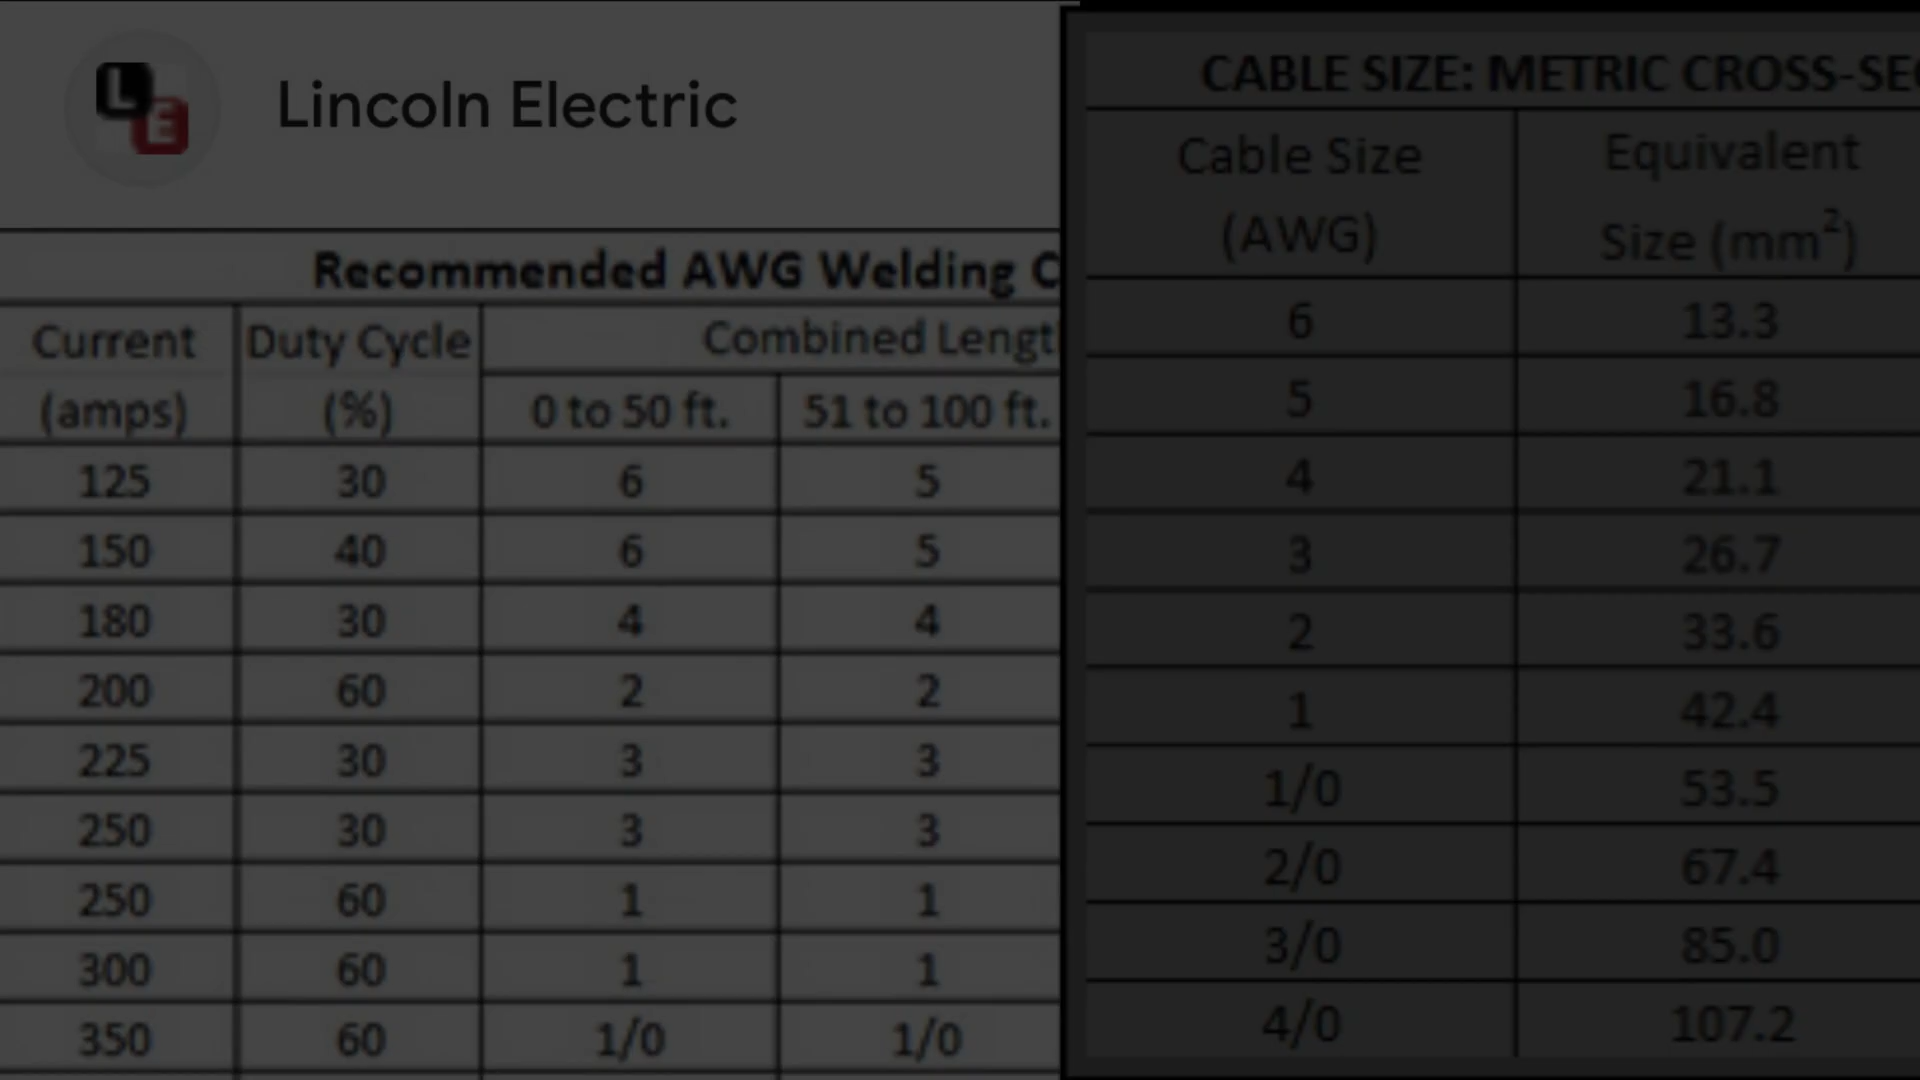 L
E
Lincoln Electric
Recommended AWG Welding C
Current (amps) Duty Cycle (%) Combined Lengt
0 to 50 ft. 51 to 100 ft.
125 30 6 5
150 40 6 5
180 30 4 4
200 60 2 2
225 30 3 3
250 30 3 3
250 60 1 1
300 60 1 1
350 60 1/0 1/0
CABLE SIZE: METRIC CROSS-SEC
Cable Size (AWG) Equivalent Size (mm²)
6 13.3
5 16.8
4 21.1
3 26.7
2 33.6
1 42.4
1/0 53.5
2/0 67.4
3/0 85.0
4/0 107.2